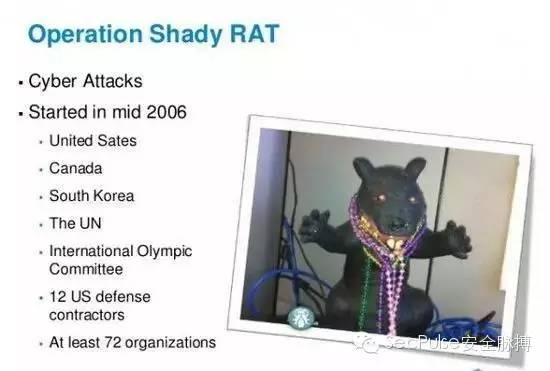 Operation Shady RAT
Cyber Attacks
Started in mid 2006
United Sates
Canada
South Korea
The UN
International Olympic
Committee
12 US defense
contractors
At least 72 organizations
SecPulse安全脉搏